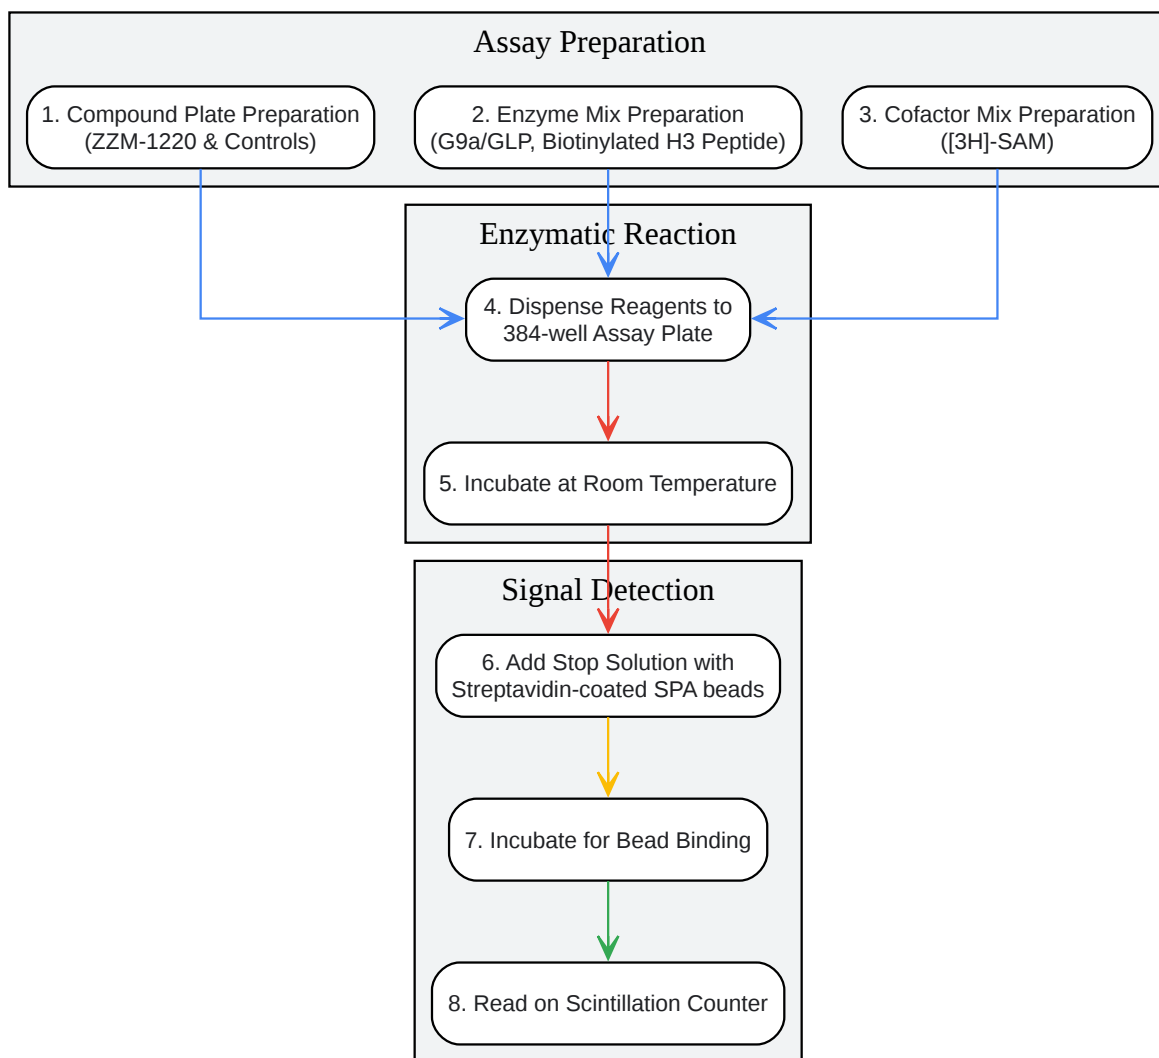 Assay Preparation
1. Compound Plate Preparation
(ZZM-1220 & Controls)
2. Enzyme Mix Preparation
(G9a/GLP, Biotinylated H3 Peptide)
3. Cofactor Mix Preparation
([3H]-SAM)
Enzymatic Reaction
4. Dispense Reagents to
384-well Assay Plate
5. Incubate at Room Temperature
Signal Detection
6. Add Stop Solution with
Streptavidin-coated SPA beads
7. Incubate for Bead Binding
8. Read on Scintillation Counter